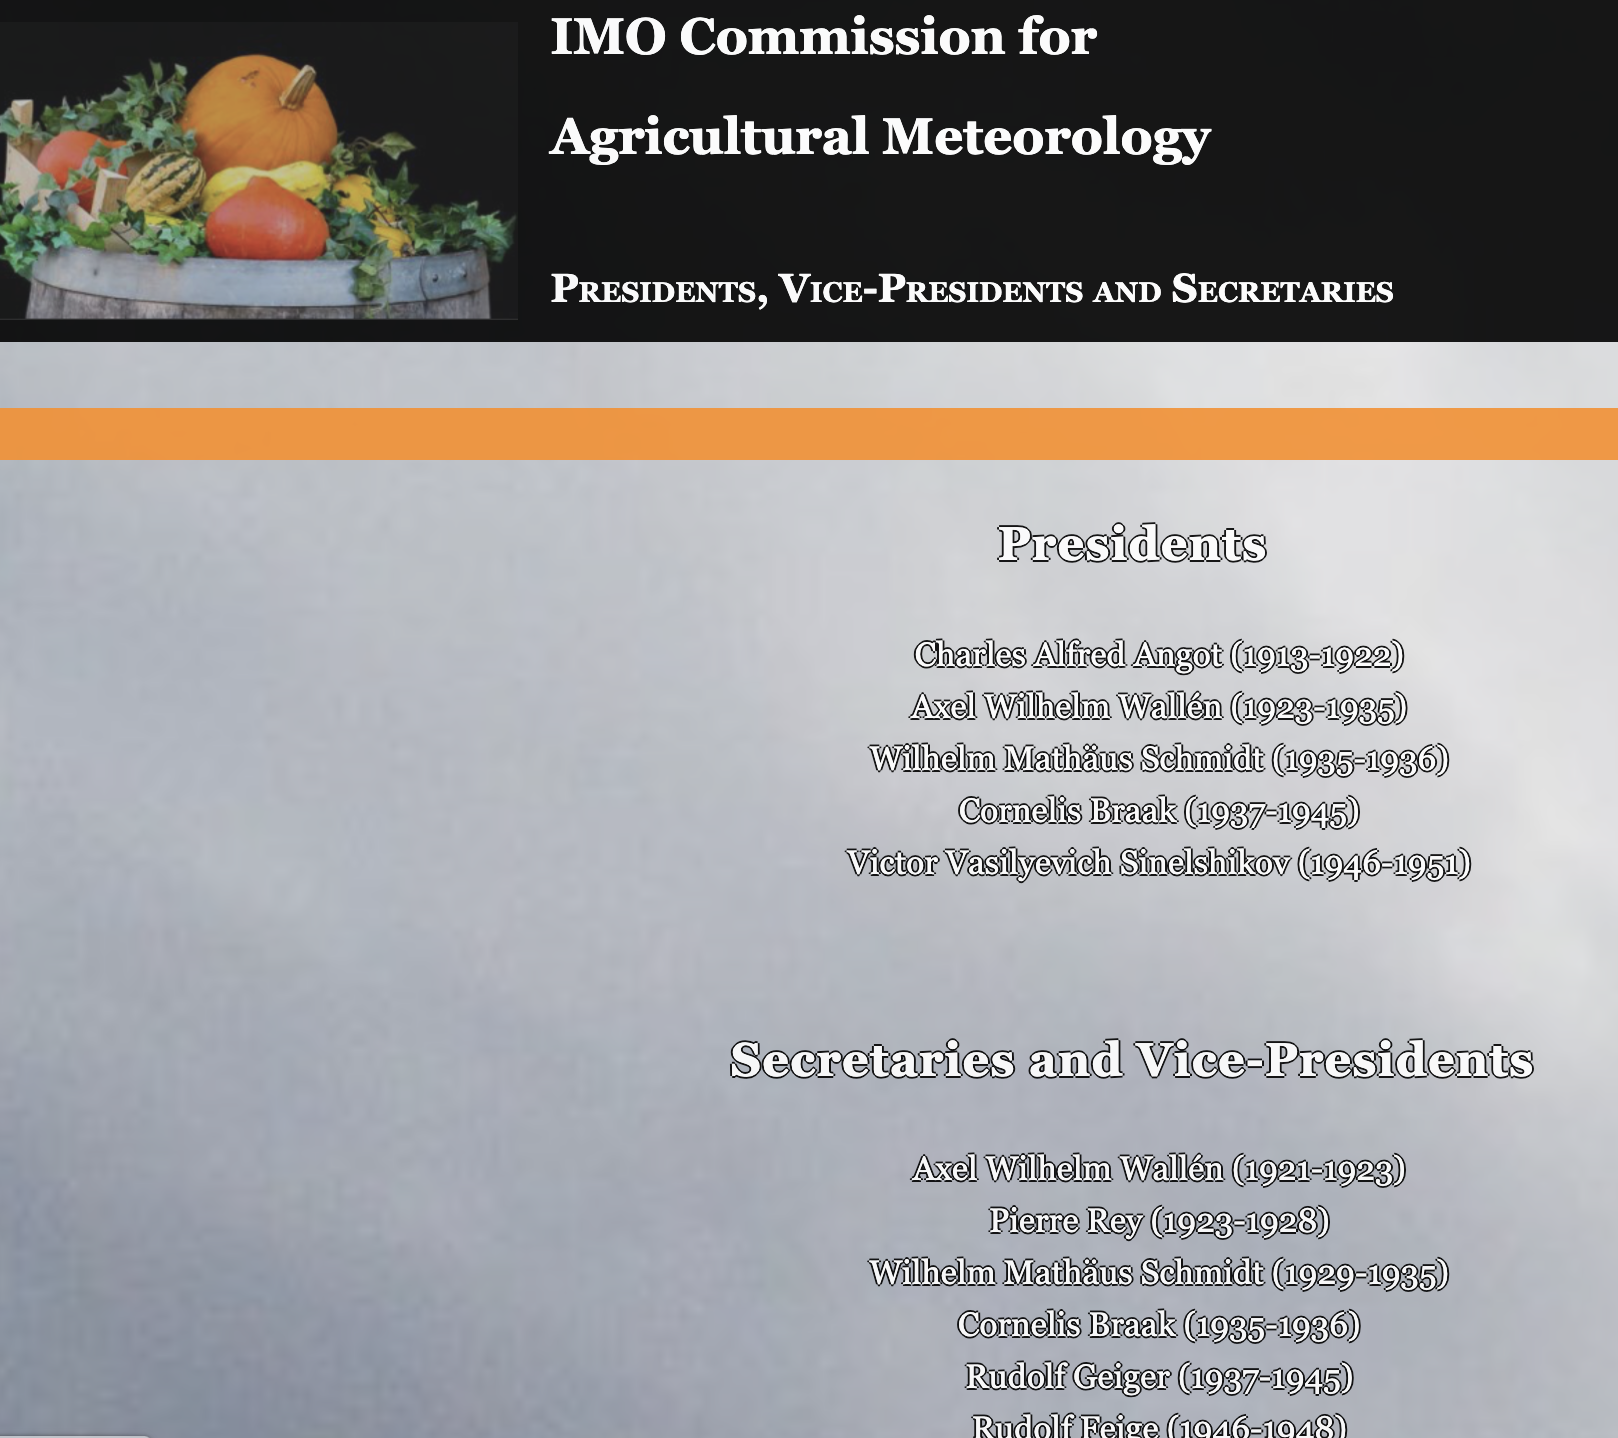 IMO Commission for
Agricultural Meteorology
Presidents, Vice-Presidents and Secretaries
Presidents
Charles Alfred Angot (1913-1922)
Axel Wilhelm Wallén (1923-1935)
Wilhelm Mathäus Schmidt (1935-1936)
Cornelis Braak (1937-1945)
Victor Vasilyevich Sinelshikov (1946-1951)
Secretaries and Vice-Presidents
Axel Wilhelm Wallén (1921-1923)
Pierre Rey (1923-1928)
Wilhelm Mathäus Schmidt (1929-1935)
Cornelis Braak (1935-1936)
Rudolf Geiger (1937-1945)
Rudolf Feige (1946-1948)